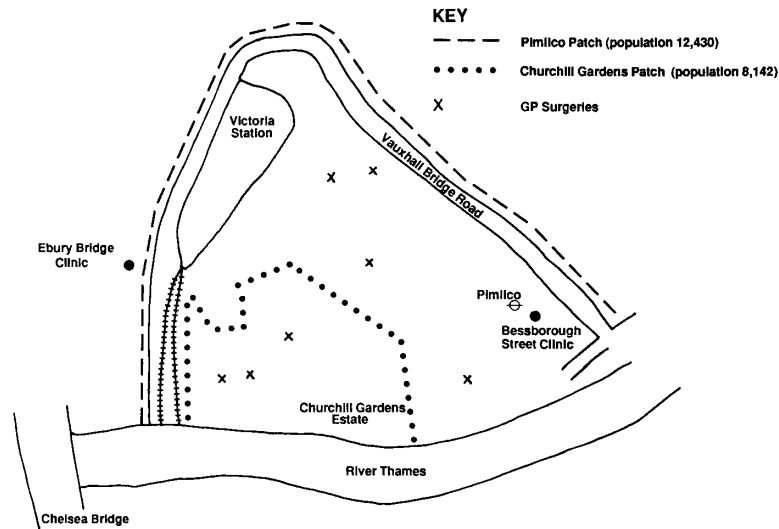 KEY
Pimlico Patch (population 12,430)
Churchill Gardens Patch (population 8,142)
X GP Surgeries
Victoria
Station
Vauxhall Bridge Road
Ebury Bridge
Clinic
Pimlico
Bessborough
Street Clinic
Churchill Gardens
Estate
River Thames
Chelsea Bridge